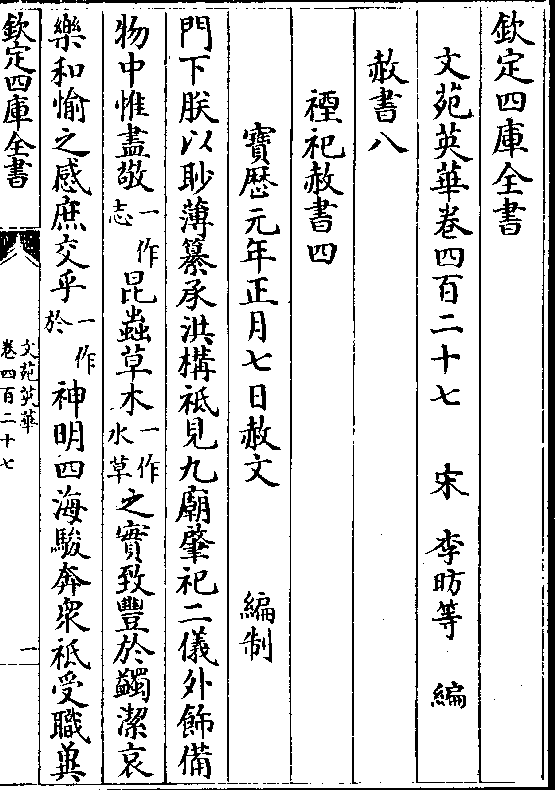 欽定四庫全書
文苑英華卷四百二十七　宋　李昉等　編
赦書八
禋祀赦書四
寳歷元年正月七日赦文　編制
門下朕以眇薄纂承洪構祗見九廟肇祀二儀外飾備
物中惟盡敬一作志昆蟲草木一作水草之實致豐於蠲潔哀
樂和愉之感庶交乎一作於神明四海駿奔衆祗受職與
欽定四庫全書
文苑英華
卷四百二十七
一